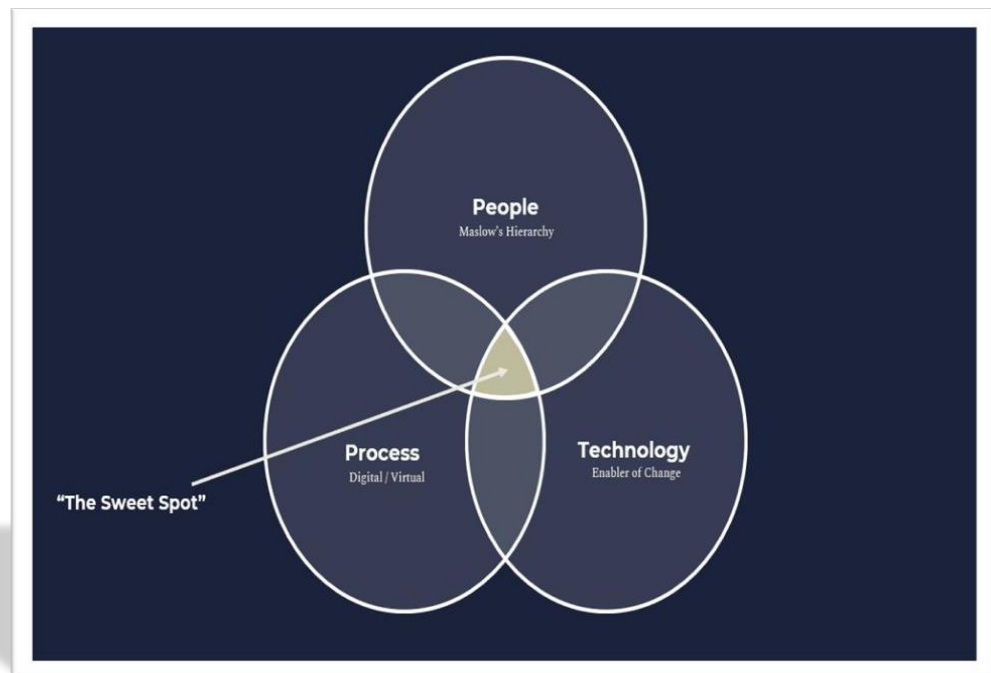 People
Maslow's Hierarchy
Process
Digital / Virtual
Technology
Enabler of Change
“The Sweet Spot”